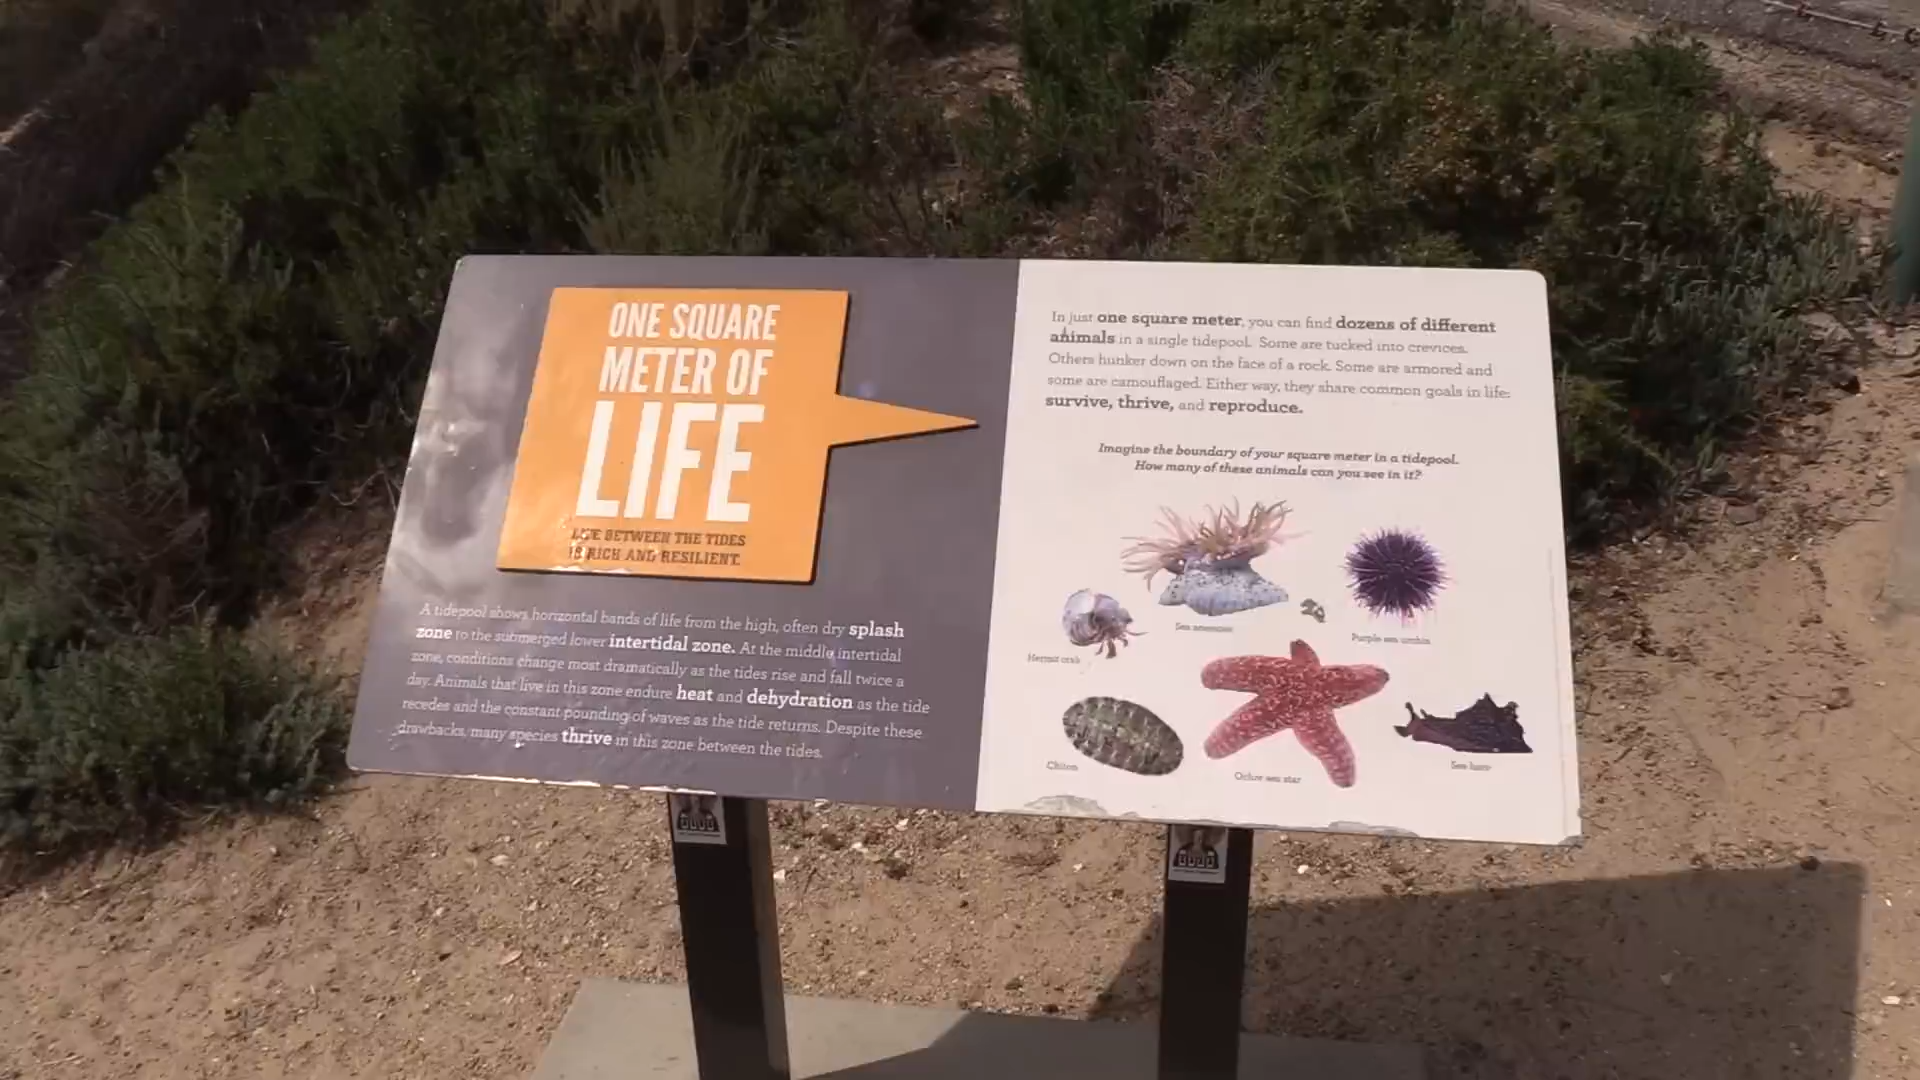 ONE SQUARE
METER OF
LIFE
LIFE BETWEEN THE TIDES
IS RICH AND RESILIENT.
A tidepool shows horizontal bands of life from the high, often dry splash
zone to the submerged lower intertidal zone. At the middle intertidal
zone, conditions change most dramatically as the tides rise and fall twice a
day. Animals that live in this zone endure heat and dehydration as the tide
recedes and the constant pounding of waves as the tide returns. Despite these
drawbacks, many species thrive in this zone between the tides.
In just one square meter, you can find dozens of different
animals in a single tidepool. Some are tucked into crevices.
Others hunker down on the face of a rock. Some are armored and
some are camouflaged. Either way, they share common goals in life:
survive, thrive, and reproduce.
Imagine the boundary of your square meter in a tidepool.
How many of these animals can you see in it?
Sea anemone
Purple sea urchin
Hermit crab
Chiton
Ochre sea star
Sea hare